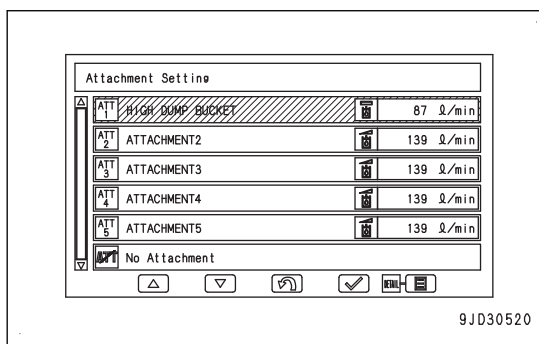 Attachment Setting
ATT 1 HIGH DUMP BUCKET 87 ℓ/min
ATT 2 ATTACHMENT2 139 ℓ/min
ATT 3 ATTACHMENT3 139 ℓ/min
ATT 4 ATTACHMENT4 139 ℓ/min
ATT 5 ATTACHMENT5 139 ℓ/min
ATT No Attachment
DETAIL
9JD30520